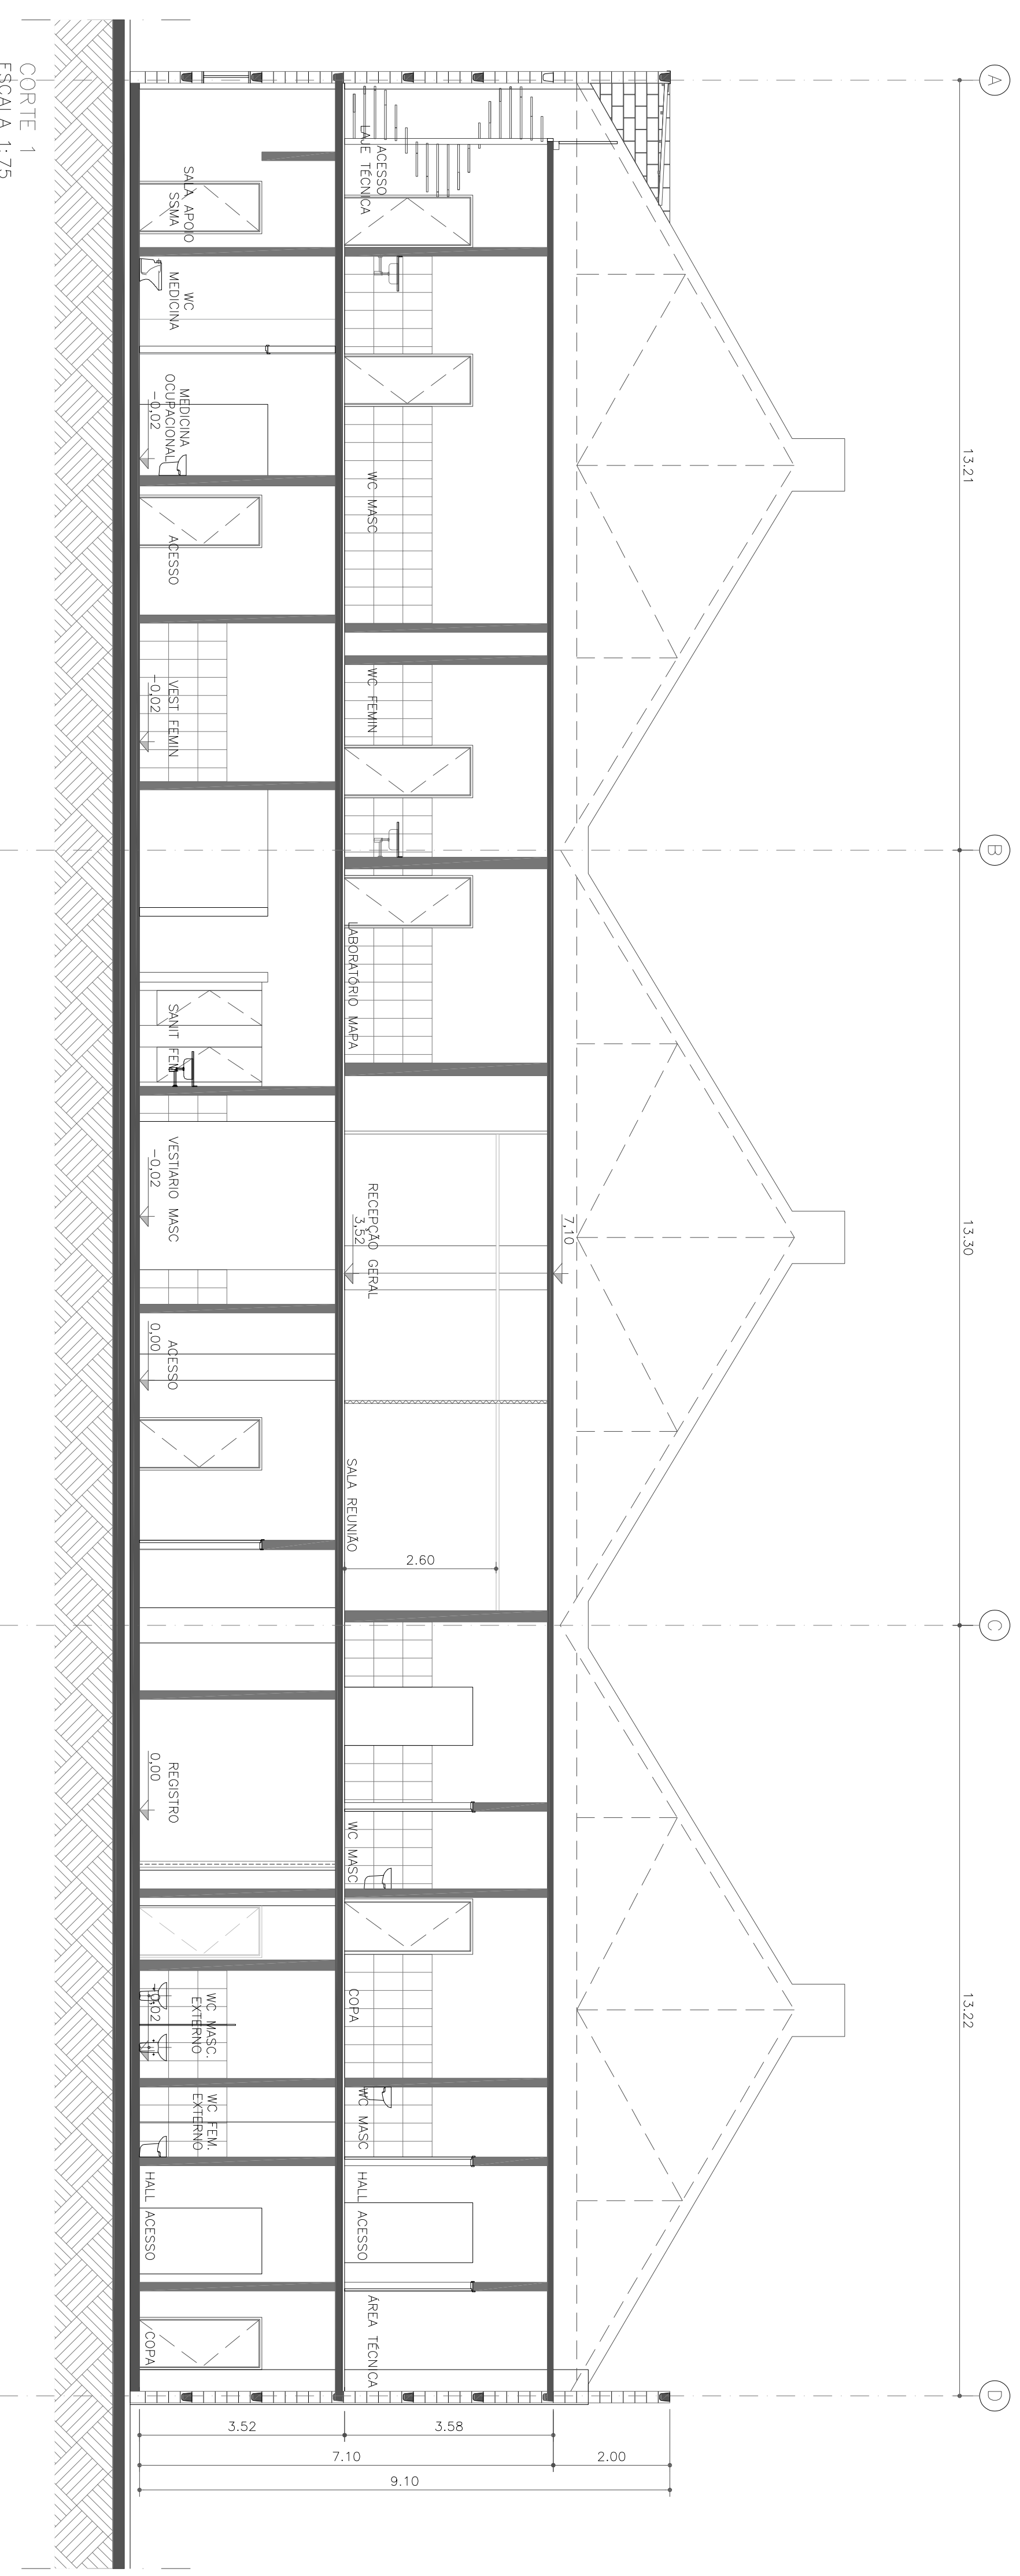 A
B
C
D
13.21
13.30
13.22
ACESSO
LAJE TÉCNICA
WC MASC
WC FEMIN
LABORATÓRIO MAPA
RECEPÇÃO GERAL
3,52
7,10
SALA REUNIÃO
2.60
WC MASC
COPA
WC MASC
HALL ACESSO
ÁREA TÉCNICA
SALA APOIO
SSMA
WC
MEDICINA
MEDICINA
OCUPACIONAL
-0,02
ACESSO
VEST FEMIN
-0,02
SANIT FEM
VESTIARIO MASC
-0,02
ACESSO
0,00
REGISTRO
0,00
WC MASC.
EXTERNO
-0,02
WC FEM.
EXTERNO
HALL ACESSO
COPA
3.52
3.58
7.10
2.00
9.10
CORTE 1
ESCALA 1:75